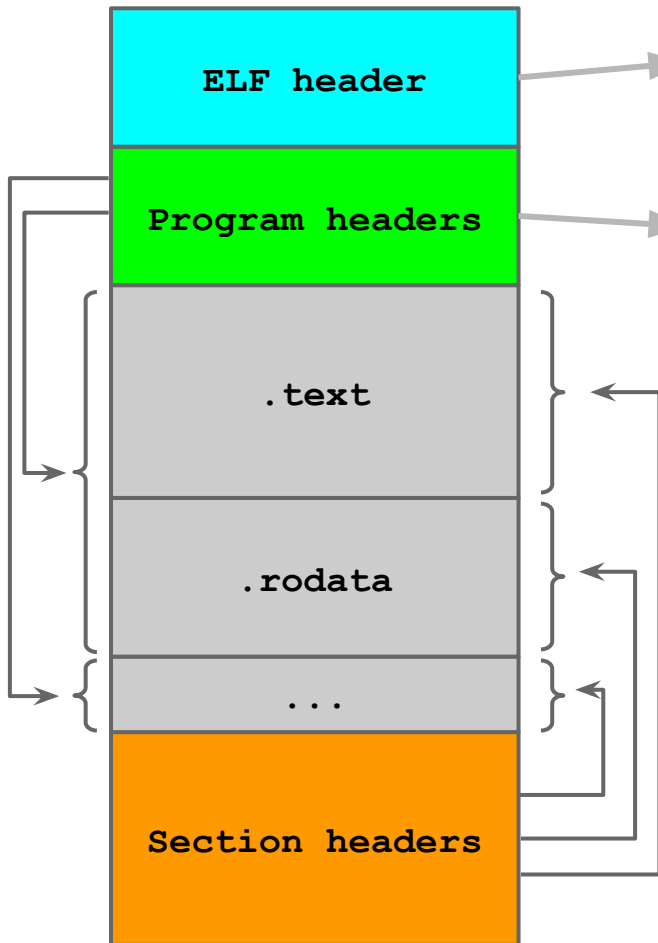 ELF header
Program headers
.text
.rodata
...
Section headers